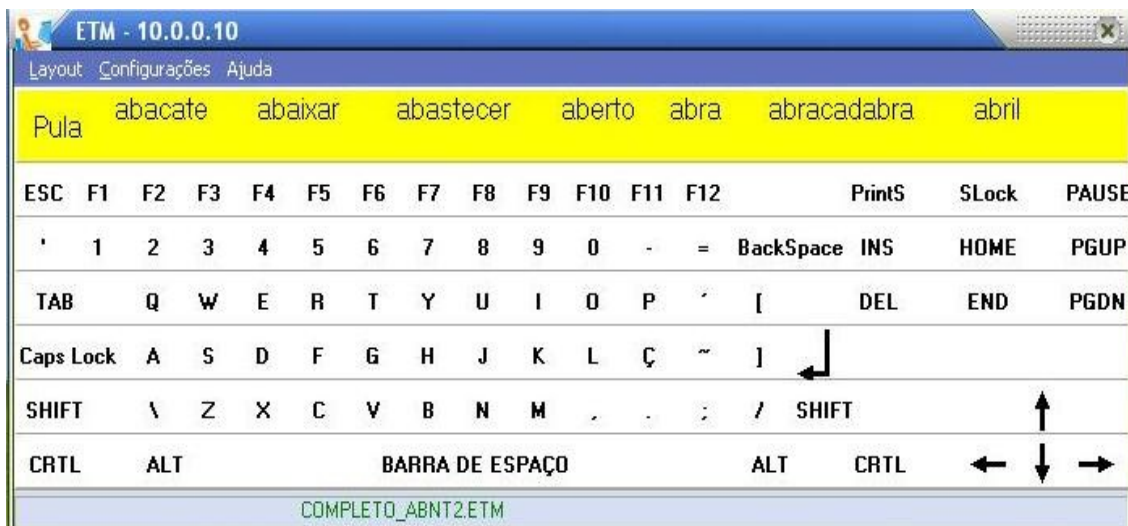 ETM - 10.0.0.10
Layout Configurações Ajuda
Pula abacate abaixar abastecer aberto abra abracadabra abril
ESC F1 F2 F3 F4 F5 F6 F7 F8 F9 F10 F11 F12 PrintS SLock PAUSE
' 1 2 3 4 5 6 7 8 9 0 - = BackSpace INS HOME PGUP
TAB Q W E R T Y U I O P ´ [ DEL END PGDN
Caps Lock A S D F G H J K L Ç ~ ]
SHIFT \ Z X C V B N M , . ; / SHIFT
CRTL ALT BARRA DE ESPAÇO ALT CRTL
COMPLETO_ABNT2.ETM